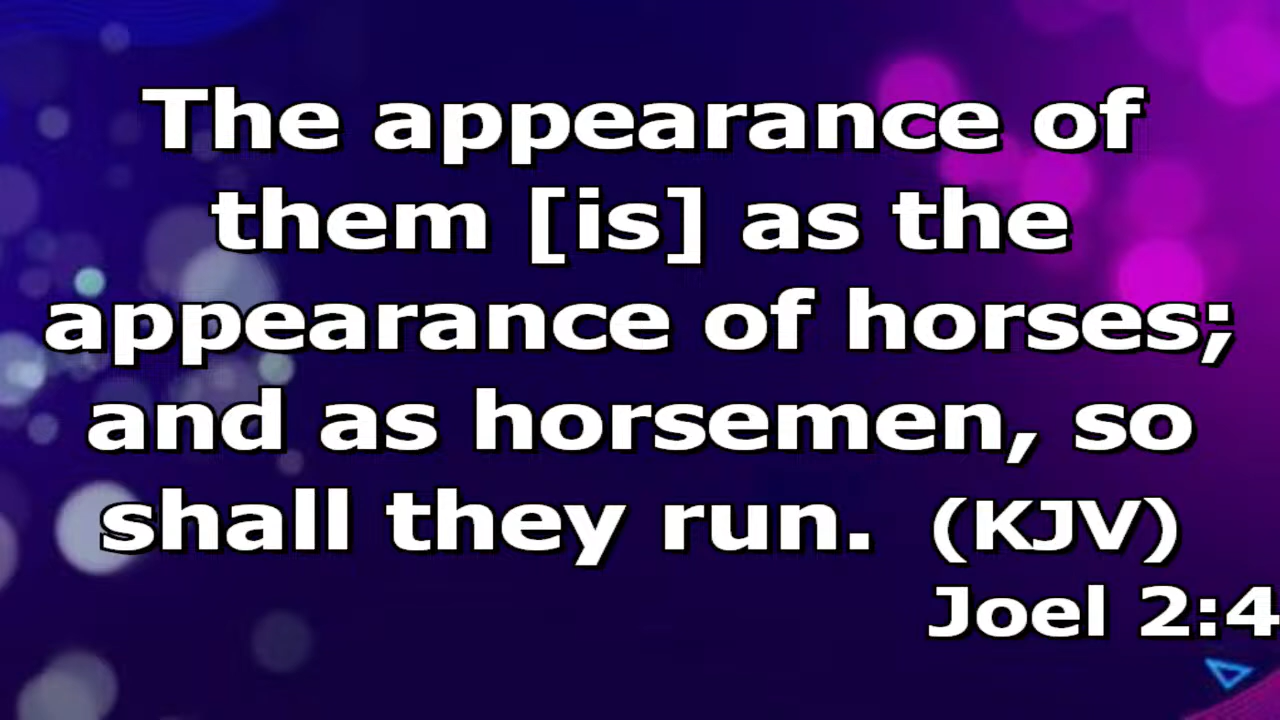 The appearance of
them [is] as the
appearance of horses;
and as horsemen, so
shall they run. (KJV)
Joel 2:4